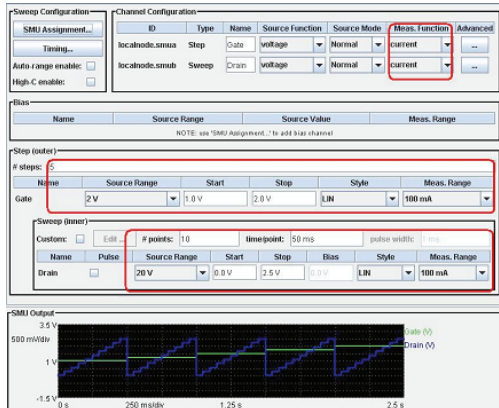 Sweep Configuration
SMU Assignment...
Timing...
Auto-range enable:
High-C enable:
Channel Configuration
ID Type Name Source Function Source Mode Meas. Function Advanced
localnode.smua Step Gate voltage Normal current ...
localnode.smub Sweep Drain voltage Normal current ...
Bias
Name Source Range Source Value Meas. Range
NOTE: use 'SMU Assignment...' to add bias channel
Step (outer)
# steps: 5
Name Source Range Start Stop Style Meas. Range
Gate 2 V 1.0 V 2.0 V LIN 100 mA
Sweep (inner)
Custom: Edit ... # points: 10 time/point: 50 ms pulse width: 1 ms
Name Pulse Source Range Start Stop Bias Style Meas. Range
Drain 20 V 0.0 V 2.5 V 0.0 V LIN 100 mA
SMU Output
3.5 V
500 mV/div
1 V
-1.5 V
Gate (V)
Drain (V)
0 s 250 ms/div 1.25 s 2.5 s